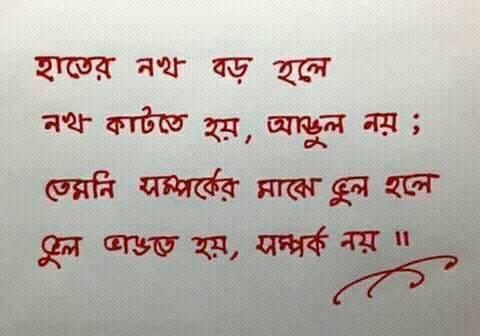 হাতের নখ বড় হলে
নখ কাটতে হয়, আঙুল নয় ;
তেমনি সম্পর্কের মাঝে ভুল হলে
ভুল ভাঙতে হয়, সম্পর্ক নয় ॥